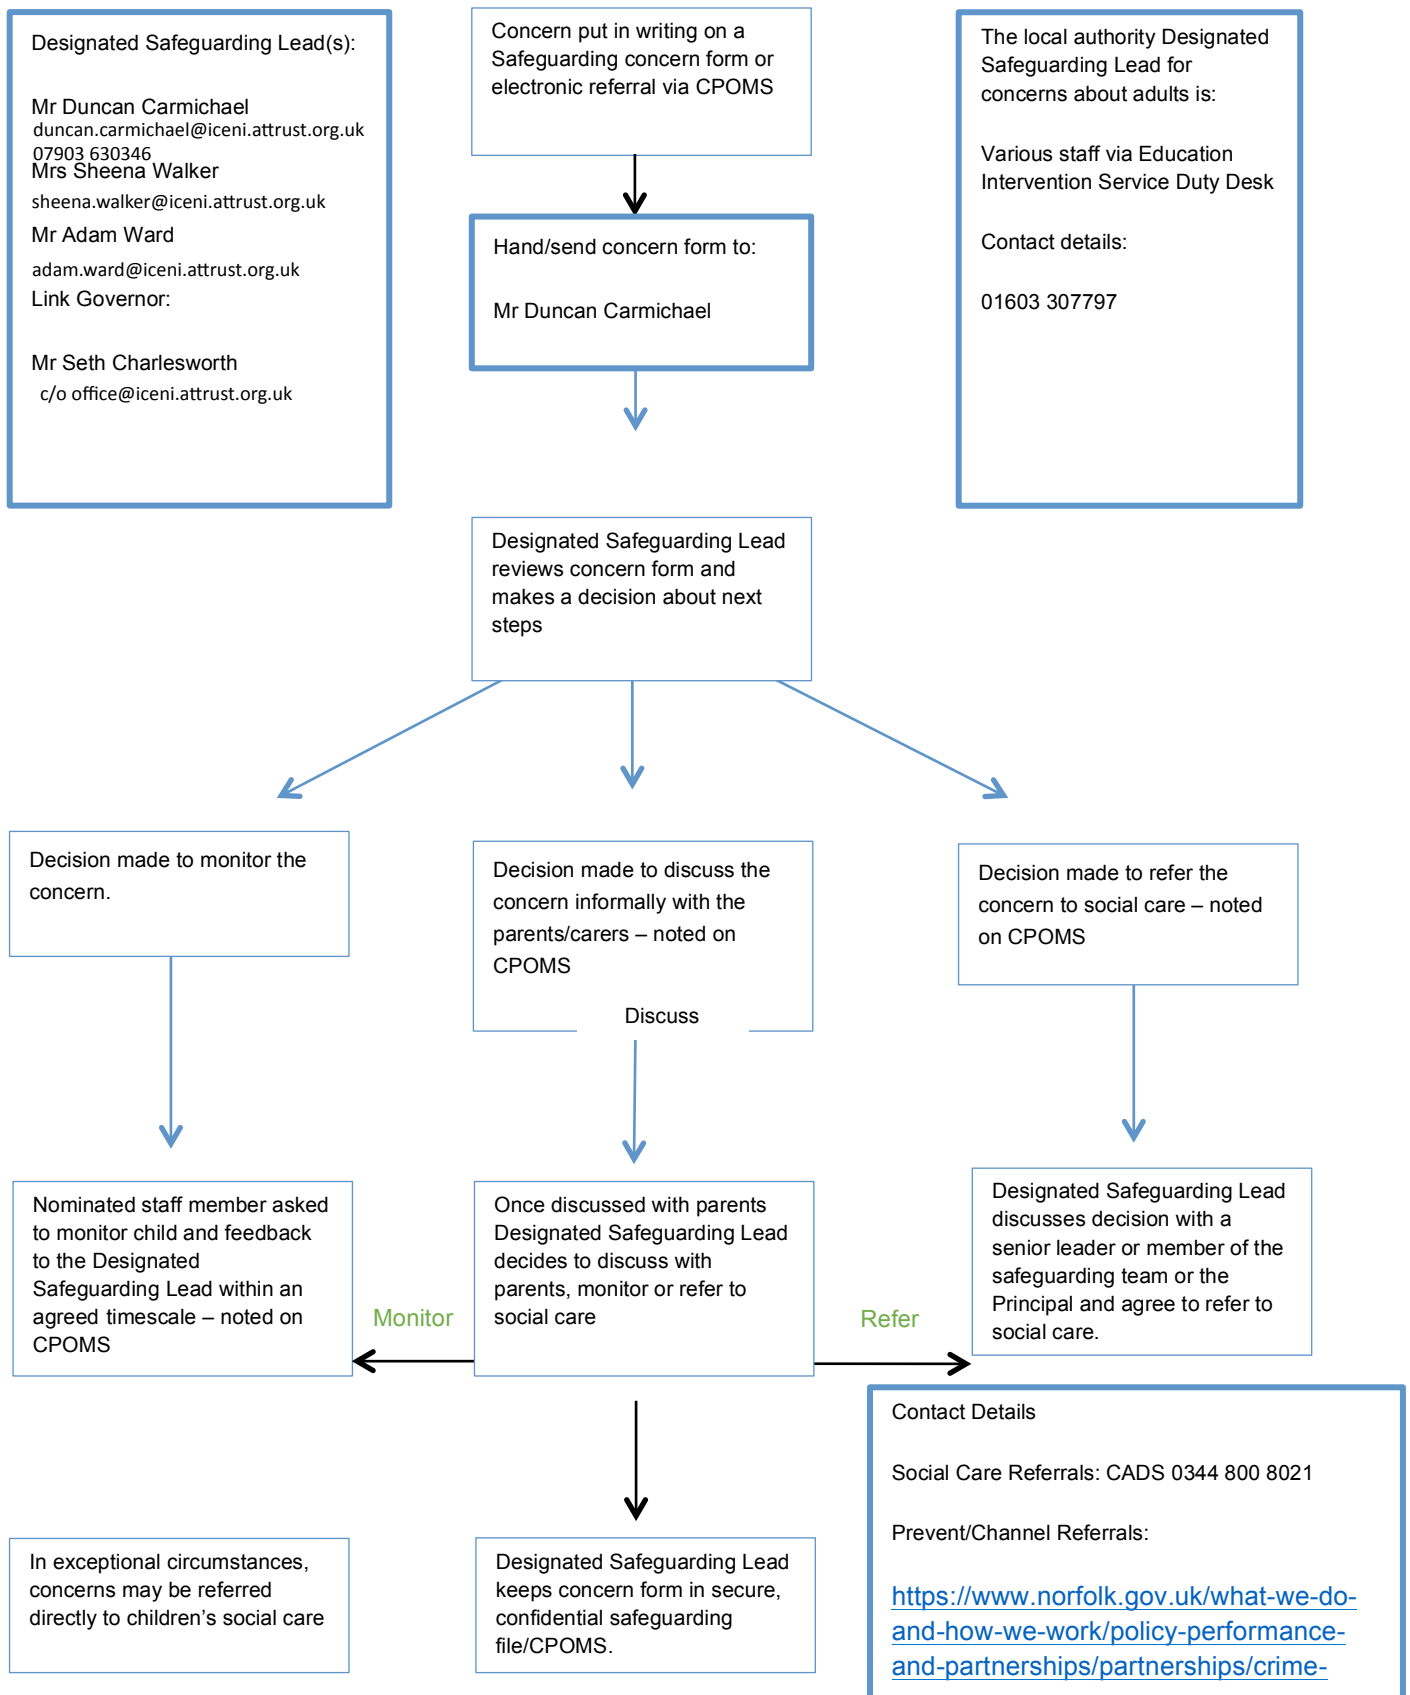 Designated Safeguarding Lead(s):
Mr Duncan Carmichael
duncan.carmichael@iceni.attrust.org.uk
07903 630346
Mrs Sheena Walker
sheena.walker@iceni.attrust.org.uk
Mr Adam Ward
adam.ward@iceni.attrust.org.uk
Link Governor:
Mr Seth Charlesworth
c/o office@iceni.attrust.org.uk
Concern put in writing on a
Safeguarding concern form or
electronic referral via CPOMS
Hand/send concern form to:
Mr Duncan Carmichael
The local authority Designated
Safeguarding Lead for
concerns about adults is:
Various staff via Education
Intervention Service Duty Desk
Contact details:
01603 307797
Designated Safeguarding Lead
reviews concern form and
makes a decision about next
steps
Decision made to monitor the
concern.
Decision made to discuss the
concern informally with the
parents/carers – noted on
CPOMS
Discuss
Decision made to refer the
concern to social care – noted
on CPOMS
Nominated staff member asked
to monitor child and feedback
to the Designated
Safeguarding Lead within an
agreed timescale – noted on
CPOMS
Monitor
Once discussed with parents
Designated Safeguarding Lead
decides to discuss with
parents, monitor or refer to
social care
Refer
Designated Safeguarding Lead
discusses decision with a
senior leader or member of the
safeguarding team or the
Principal and agree to refer to
social care.
In exceptional circumstances,
concerns may be referred
directly to children’s social care
Designated Safeguarding Lead
keeps concern form in secure,
confidential safeguarding
file/CPOMS.
Contact Details
Social Care Referrals: CADS 0344 800 8021
Prevent/Channel Referrals:
https://www.norfolk.gov.uk/what-we-do-
and-how-we-work/policy-performance-
and-partnerships/partnerships/crime-